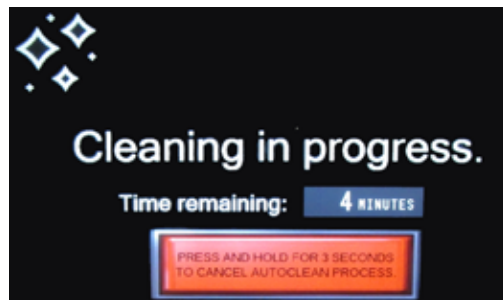 Cleaning in progress.
Time remaining: 4 MINUTES
PRESS AND HOLD FOR 3 SECONDS
TO CANCEL AUTOCLEAN PROCESS.